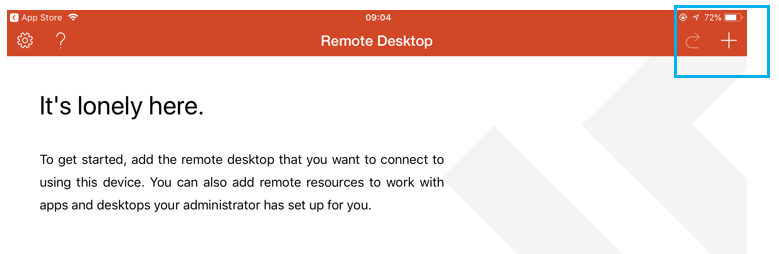 App Store 09:04 72%
? Remote Desktop +
It's lonely here.
To get started, add the remote desktop that you want to connect to
using this device. You can also add remote resources to work with
apps and desktops your administrator has set up for you.